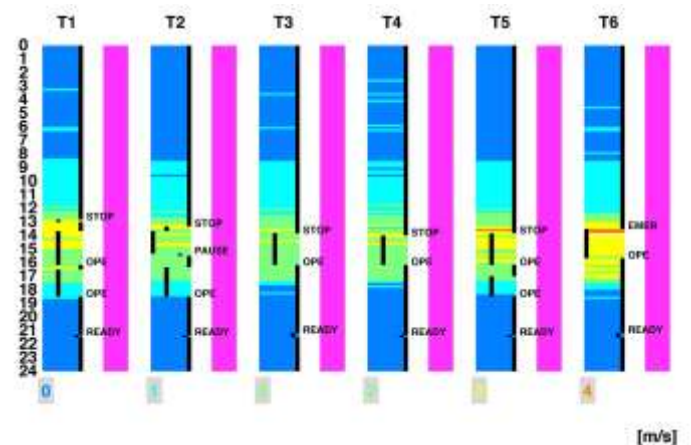 T1 T2 T3 T4 T5 T6
0
1
2
3
4
5
6
7
8
9
10
11
12
13
14
15
16
17
18
19
20
21
22
23
24
STOP OPE OPE READY
STOP PAUSE OPE READY
STOP OPE READY
STOP OPE READY
STOP OPE OPE READY
EMER OPE READY
0 1 4
[m/s]